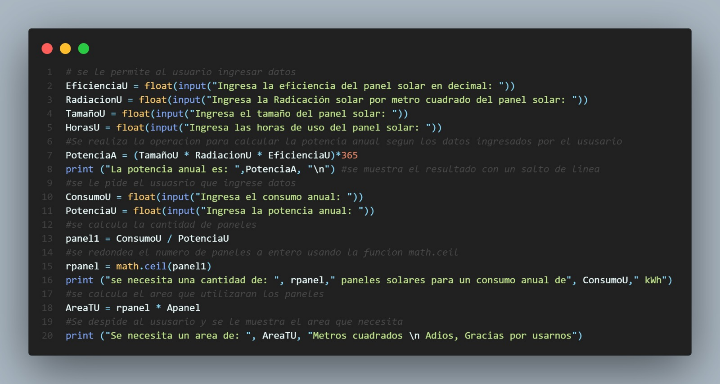 1 # se le permite al usuario ingresar datos
2 EficienciaU = float(input("Ingresa la eficiencia del panel solar en decimal: "))
3 RadiacionU = float(input("Ingresa la Radicación solar por metro cuadrado del panel solar: "))
4 TamañoU = float(input("Ingresa el tamaño del panel solar: "))
5 HorasU = float(input("Ingresa las horas de uso del panel solar: "))
6 #Se realiza la operacion para calcular la potencia anual segun los datos ingresados por el ususario
7 PotenciaA = (TamañoU * RadiacionU * EficienciaU)*365
8 print ("La potencia anual es: ",PotenciaA, "\n") #se muestra el resultado con un salto de linea
9 #se le pide el usuasrio que ingrese datos
10 ConsumoU = float(input("Ingresa el consumo anual: "))
11 PotenciaU = float(input("Ingresa la potencia anual: "))
12 #se calcula la cantidad de paneles
13 panel1 = ConsumoU / PotenciaU
14 #se redondea el numero de paneles a entero usando la funcion math.ceil
15 rpanel = math.ceil(panel1)
16 print ("se necesita una cantidad de: ", rpanel," paneles solares para un consumo anual de", ConsumoU," kWh")
17 #se calcula el area que utilizaran los paneles
18 AreaTU = rpanel * Apanel
19 #Se despide al ususario y se le muestra el area que necesita
20 print ("Se necesita un area de: ", AreaTU, "Metros cuadrados \n Adios, Gracias por usarnos")